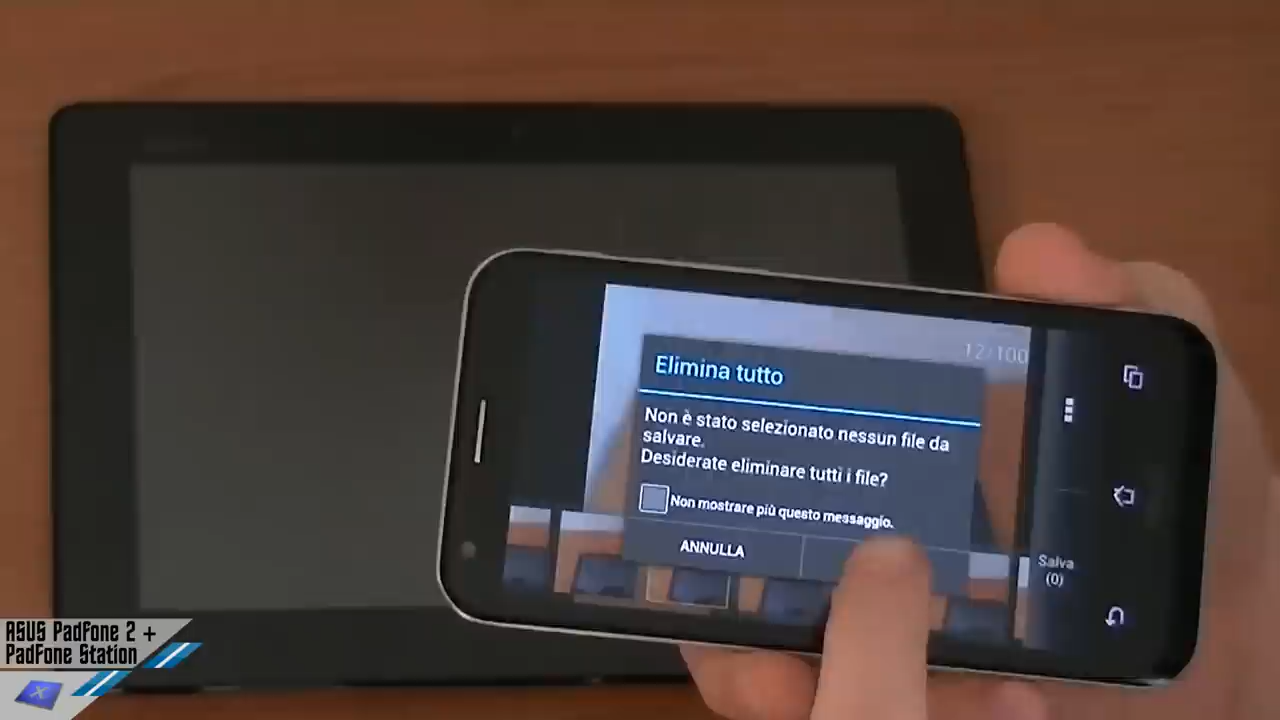 12/100
Elimina tutto
Non è stato selezionato nessun file da
salvare.
Desiderate eliminare tutti i file?
Non mostrare più questo messaggio.
ANNULLA
Salva
(0)
ASUS PadFone 2 +
PadFone Station
X